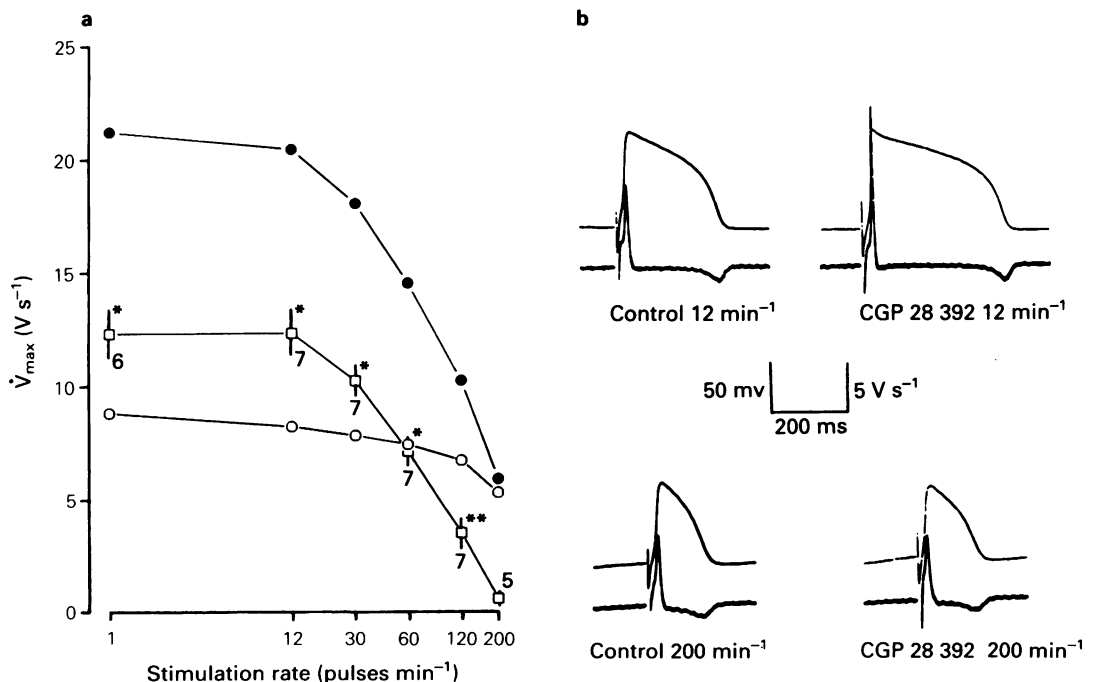 a
25
20
15
10
5
0
V̇max (V s⁻¹)
*
6
*
7
*
7
*
7
**
7
5
1 12 30 60 120 200
Stimulation rate (pulses min⁻¹)
b
Control 12 min⁻¹
CGP 28 392 12 min⁻¹
50 mv
5 V s⁻¹
200 ms
Control 200 min⁻¹
CGP 28 392 200 min⁻¹